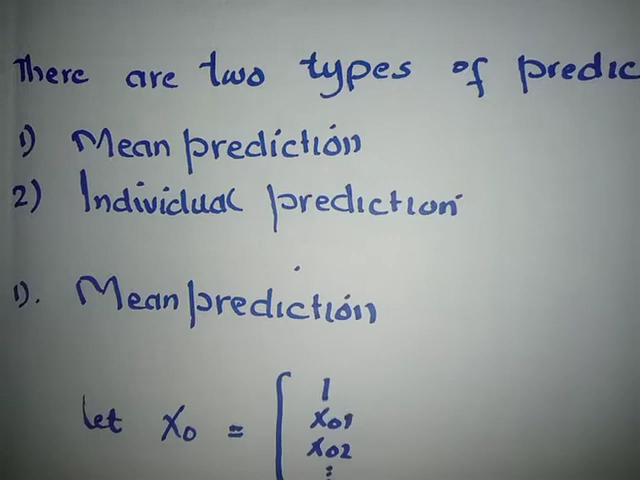 There are two types of predic
1) Mean prediction
2) Individual prediction
1). Mean prediction
let X0 = [ 1
X01
X02
⋮